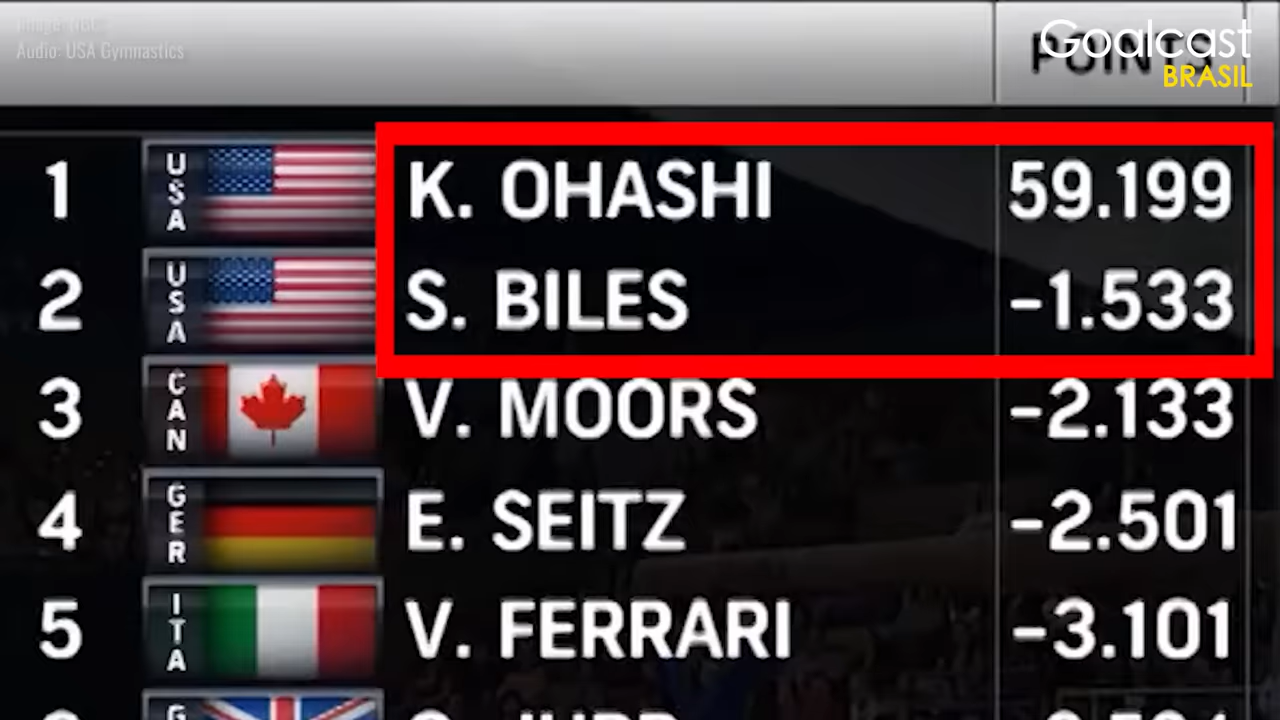 Audio: USA Gymnastics
Goalcast
BRASIL
POINTS
1 USA K. OHASHI 59.199
2 USA S. BILES -1.533
3 CAN V. MOORS -2.133
4 GER E. SEITZ -2.501
5 ITA V. FERRARI -3.101